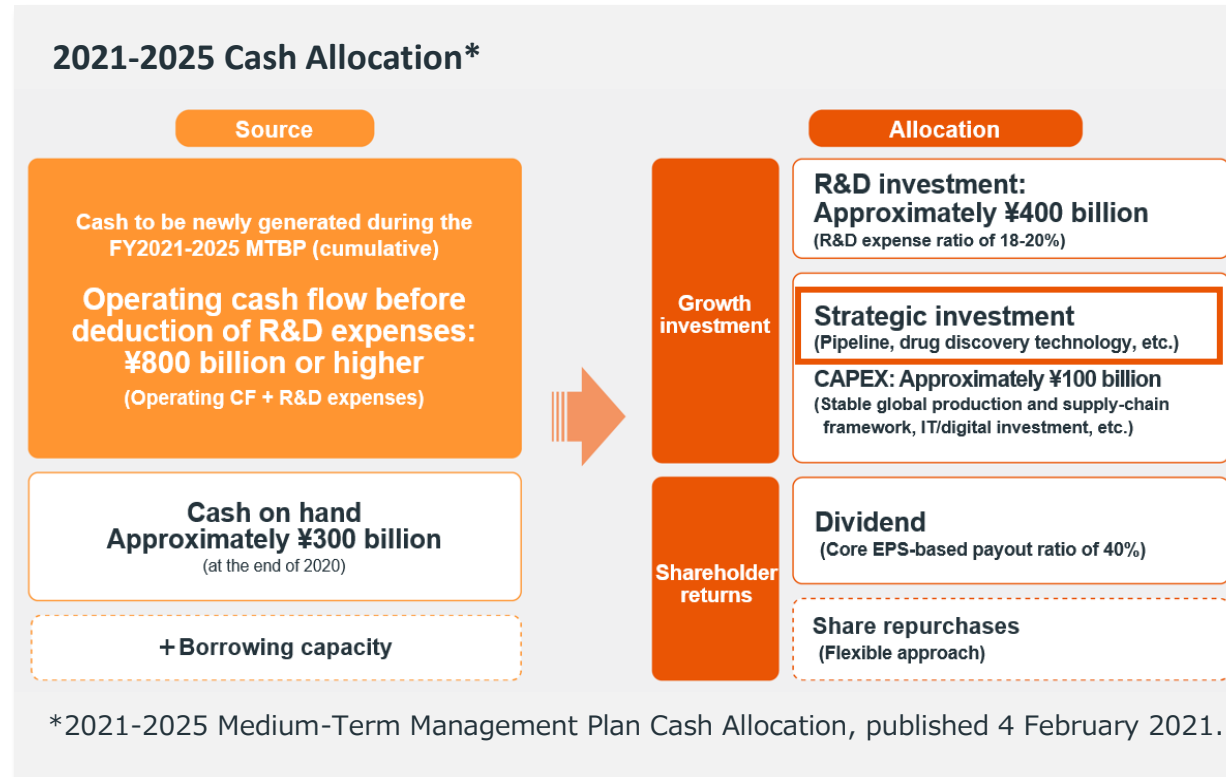 2021-2025 Cash Allocation*
Source
Cash to be newly generated during the
FY2021-2025 MTBP (cumulative)
Operating cash flow before
deduction of R&D expenses:
¥800 billion or higher
(Operating CF + R&D expenses)
Cash on hand
Approximately ¥300 billion
(at the end of 2020)
+Borrowing capacity
Allocation
Growth
investment
R&D investment:
Approximately ¥400 billion
(R&D expense ratio of 18-20%)
Strategic investment
(Pipeline, drug discovery technology, etc.)
CAPEX: Approximately ¥100 billion
(Stable global production and supply-chain
framework, IT/digital investment, etc.)
Shareholder
returns
Dividend
(Core EPS-based payout ratio of 40%)
Share repurchases
(Flexible approach)
*2021-2025 Medium-Term Management Plan Cash Allocation, published 4 February 2021.